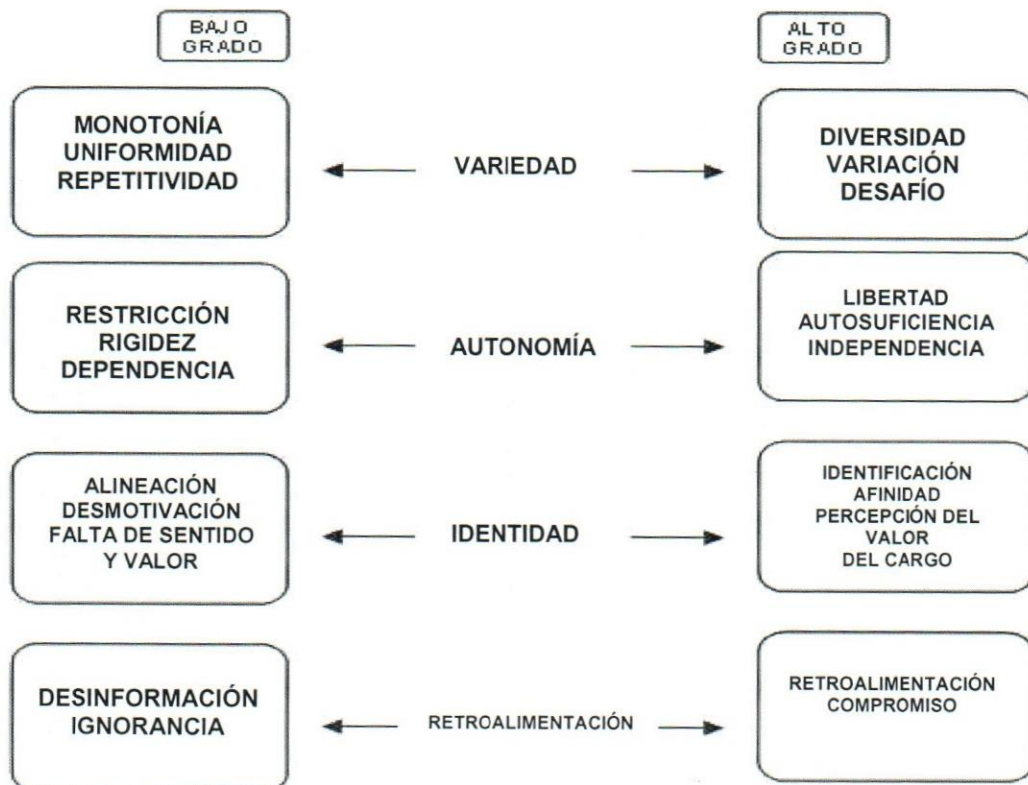 BAJO
GRADO
ALTO
GRADO
MONOTONÍA
UNIFORMIDAD
REPETITIVIDAD
VARIEDAD
DIVERSIDAD
VARIACIÓN
DESAFÍO
RESTRICCIÓN
RIGIDEZ
DEPENDENCIA
AUTONOMÍA
LIBERTAD
AUTOSUFICIENCIA
INDEPENDENCIA
ALINEACIÓN
DESMOTIVACIÓN
FALTA DE SENTIDO
Y VALOR
IDENTIDAD
IDENTIFICACIÓN
AFINIDAD
PERCEPCIÓN DEL
VALOR
DEL CARGO
DESINFORMACIÓN
IGNORANCIA
RETROALIMENTACIÓN
RETROALIMENTACIÓN
COMPROMISO